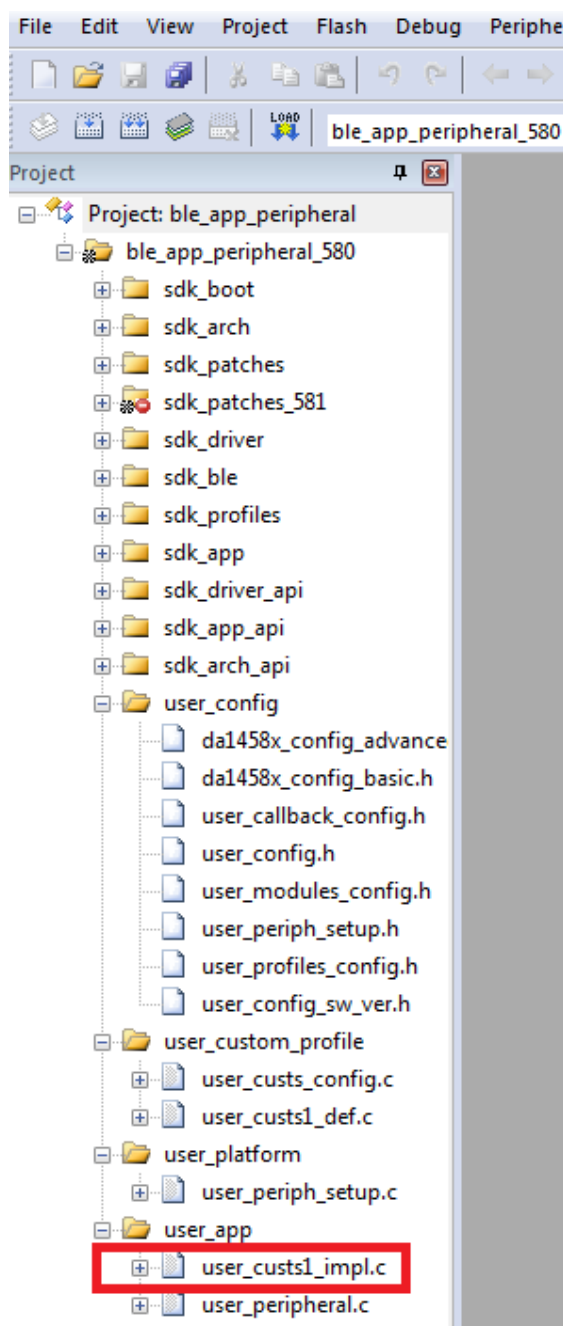 File Edit View Project Flash Debug Periphe
LOAD
ble_app_peripheral_580
Project
Project: ble_app_peripheral
ble_app_peripheral_580
sdk_boot
sdk_arch
sdk_patches
sdk_patches_581
sdk_driver
sdk_ble
sdk_profiles
sdk_app
sdk_driver_api
sdk_app_api
sdk_arch_api
user_config
da1458x_config_advance
da1458x_config_basic.h
user_callback_config.h
user_config.h
user_modules_config.h
user_periph_setup.h
user_profiles_config.h
user_config_sw_ver.h
user_custom_profile
user_custs_config.c
user_custs1_def.c
user_platform
user_periph_setup.c
user_app
user_custs1_impl.c
user_peripheral.c